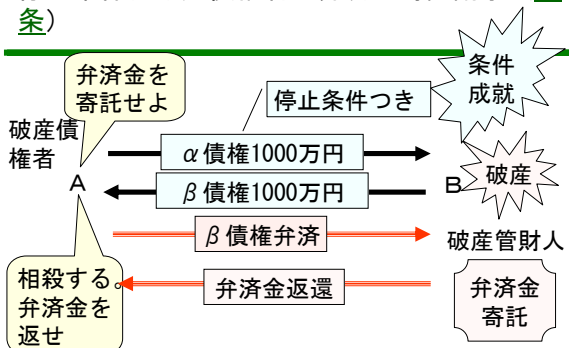 条）
弁済金を
寄託せよ
条件
成就
停止条件つき
破産債
権者
α債権1000万円
A
β債権1000万円
B
破産
β債権弁済
破産管財人
相殺する。
弁済金を
返せ
弁済金返還
弁済金
寄託